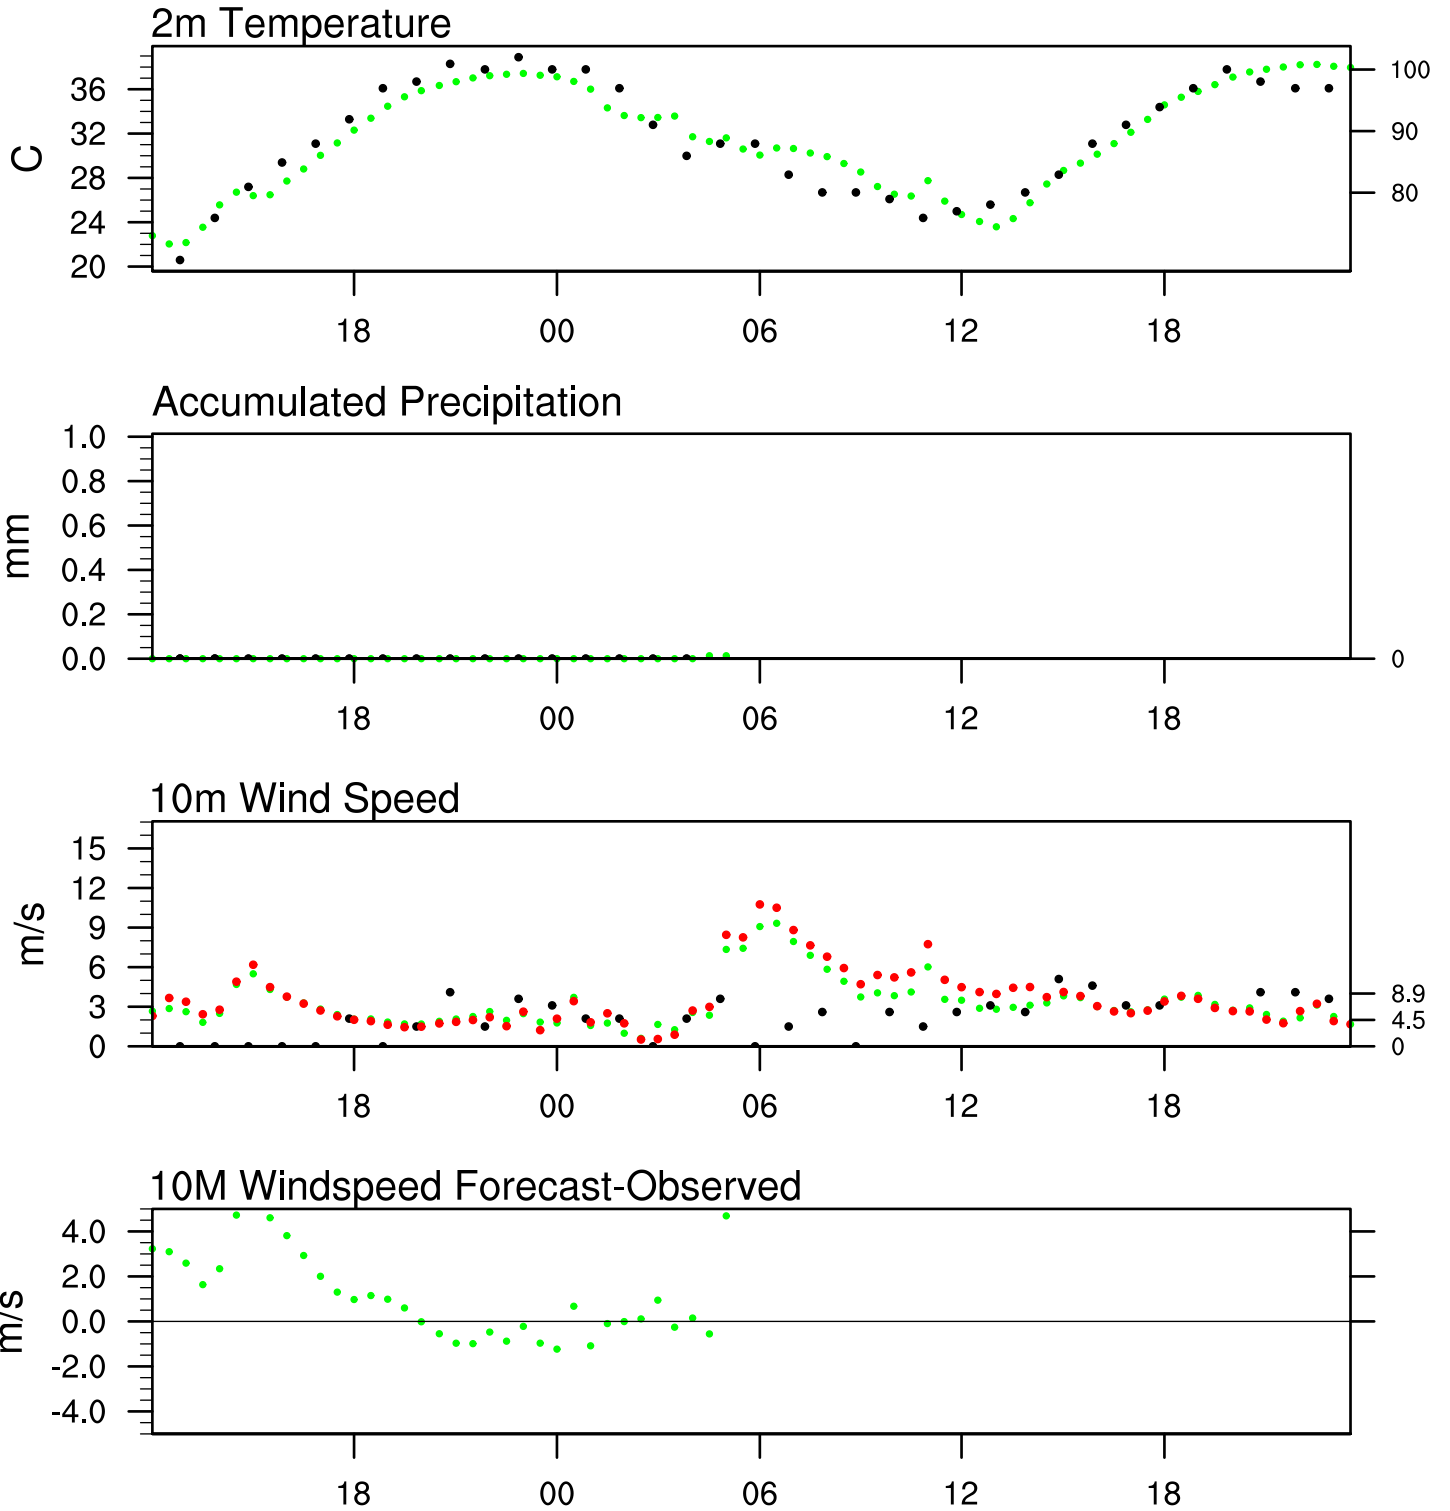 2m Temperature
C
36
32
28
24
20
100
90
80
18 00 06 12 18
Accumulated Precipitation
mm
1.0
0.8
0.6
0.4
0.2
0.0
0
18 00 06 12 18
10m Wind Speed
m/s
15
12
9
6
3
0
8.9
4.5
0
18 00 06 12 18
10M Windspeed Forecast-Observed
m/s
4.0
2.0
0.0
-2.0
-4.0
18 00 06 12 18